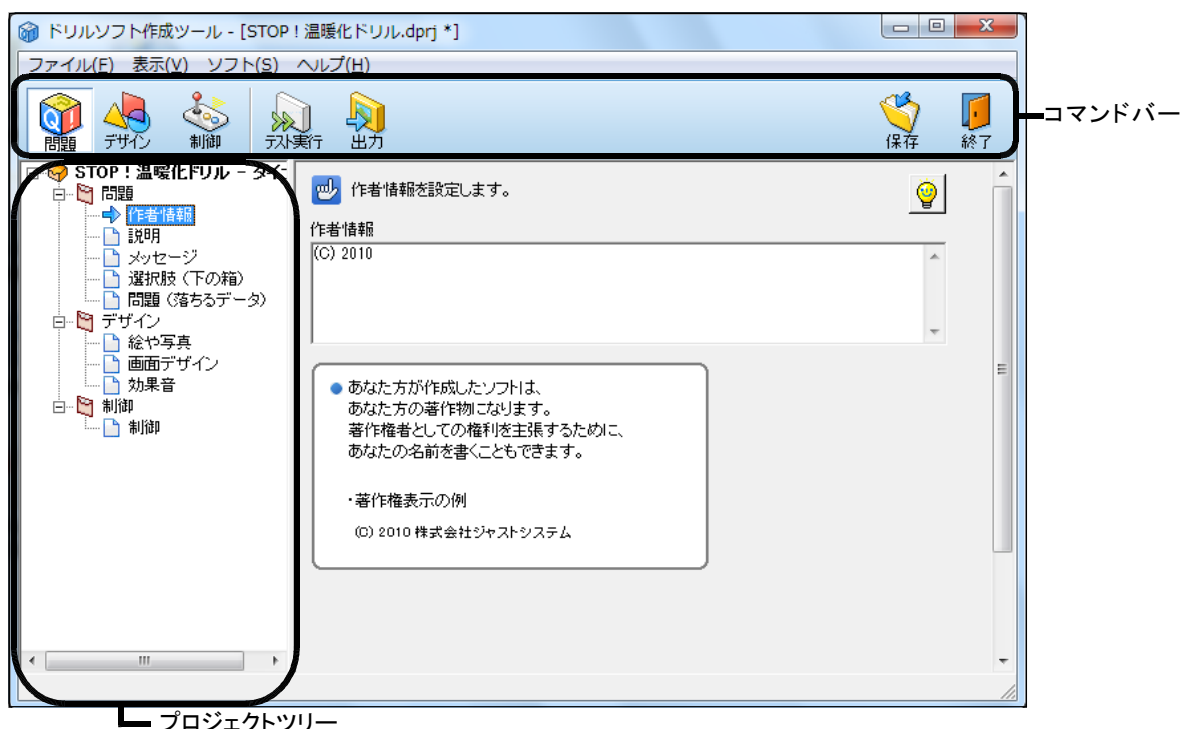 ドリルソフト作成ツール - [STOP！温暖化ドリル.dprj *]
ファイル(F) 表示(V) ソフト(S) ヘルプ(H)
問題 デザイン 制御 テスト実行 出力 保存 終了
コマンドバー
STOP！温暖化ドリル - タイ
問題
作者情報
説明
メッセージ
選択肢（下の箱）
問題（落ちるデータ）
デザイン
絵や写真
画面デザイン
効果音
制御
制御
作者情報を設定します。
作者情報
(C) 2010
● あなた方が作成したソフトは、
あなた方の著作物になります。
著作権者としての権利を主張するために、
あなたの名前を書くこともできます。
・著作権表示の例
(C) 2010 株式会社ジャストシステム
プロジェクトツリー